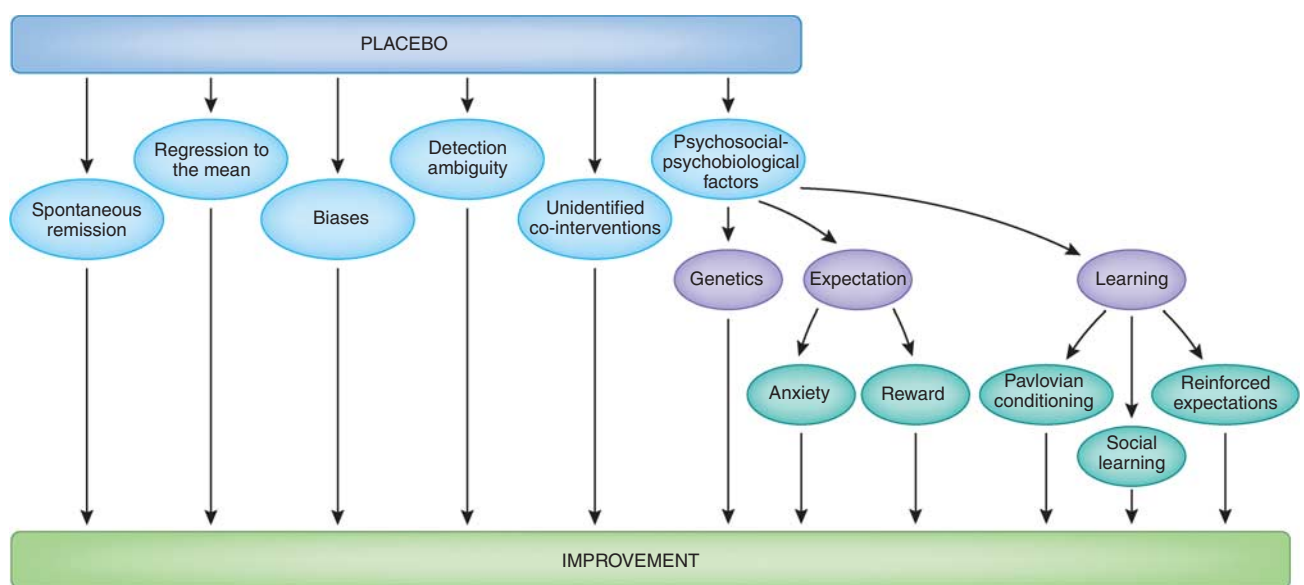 PLACEBO
Regression to
the mean
Detection
ambiguity
Psychosocial-
psychobiological
factors
Spontaneous
remission
Biases
Unidentified
co-interventions
Genetics
Expectation
Learning
Anxiety
Reward
Pavlovian
conditioning
Reinforced
expectations
Social
learning
IMPROVEMENT